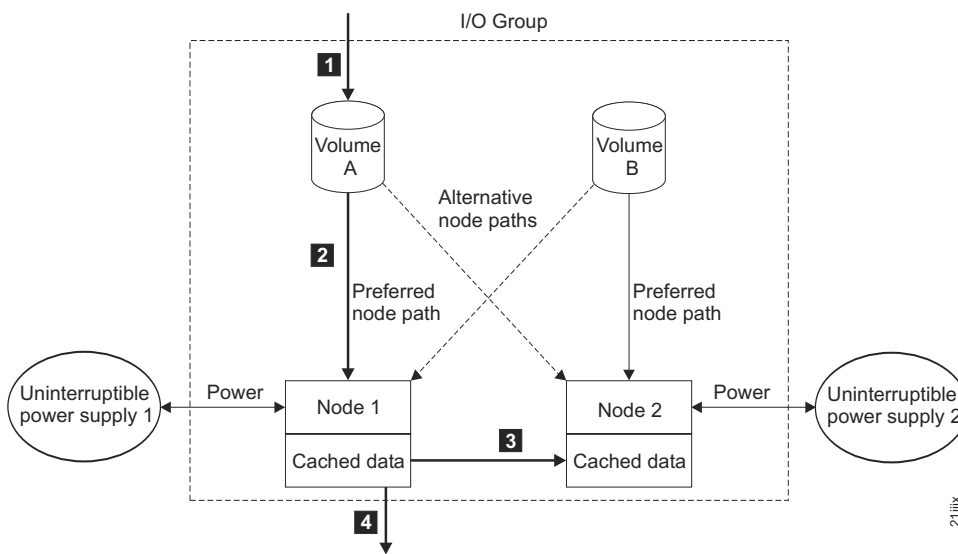 I/O Group
1
Volume
A
Volume
B
Alternative
node paths
2
Preferred
node path
Preferred
node path
Uninterruptible
power supply 1
Power
Node 1
Node 2
Power
Uninterruptible
power supply 2
Cached data
3
Cached data
4